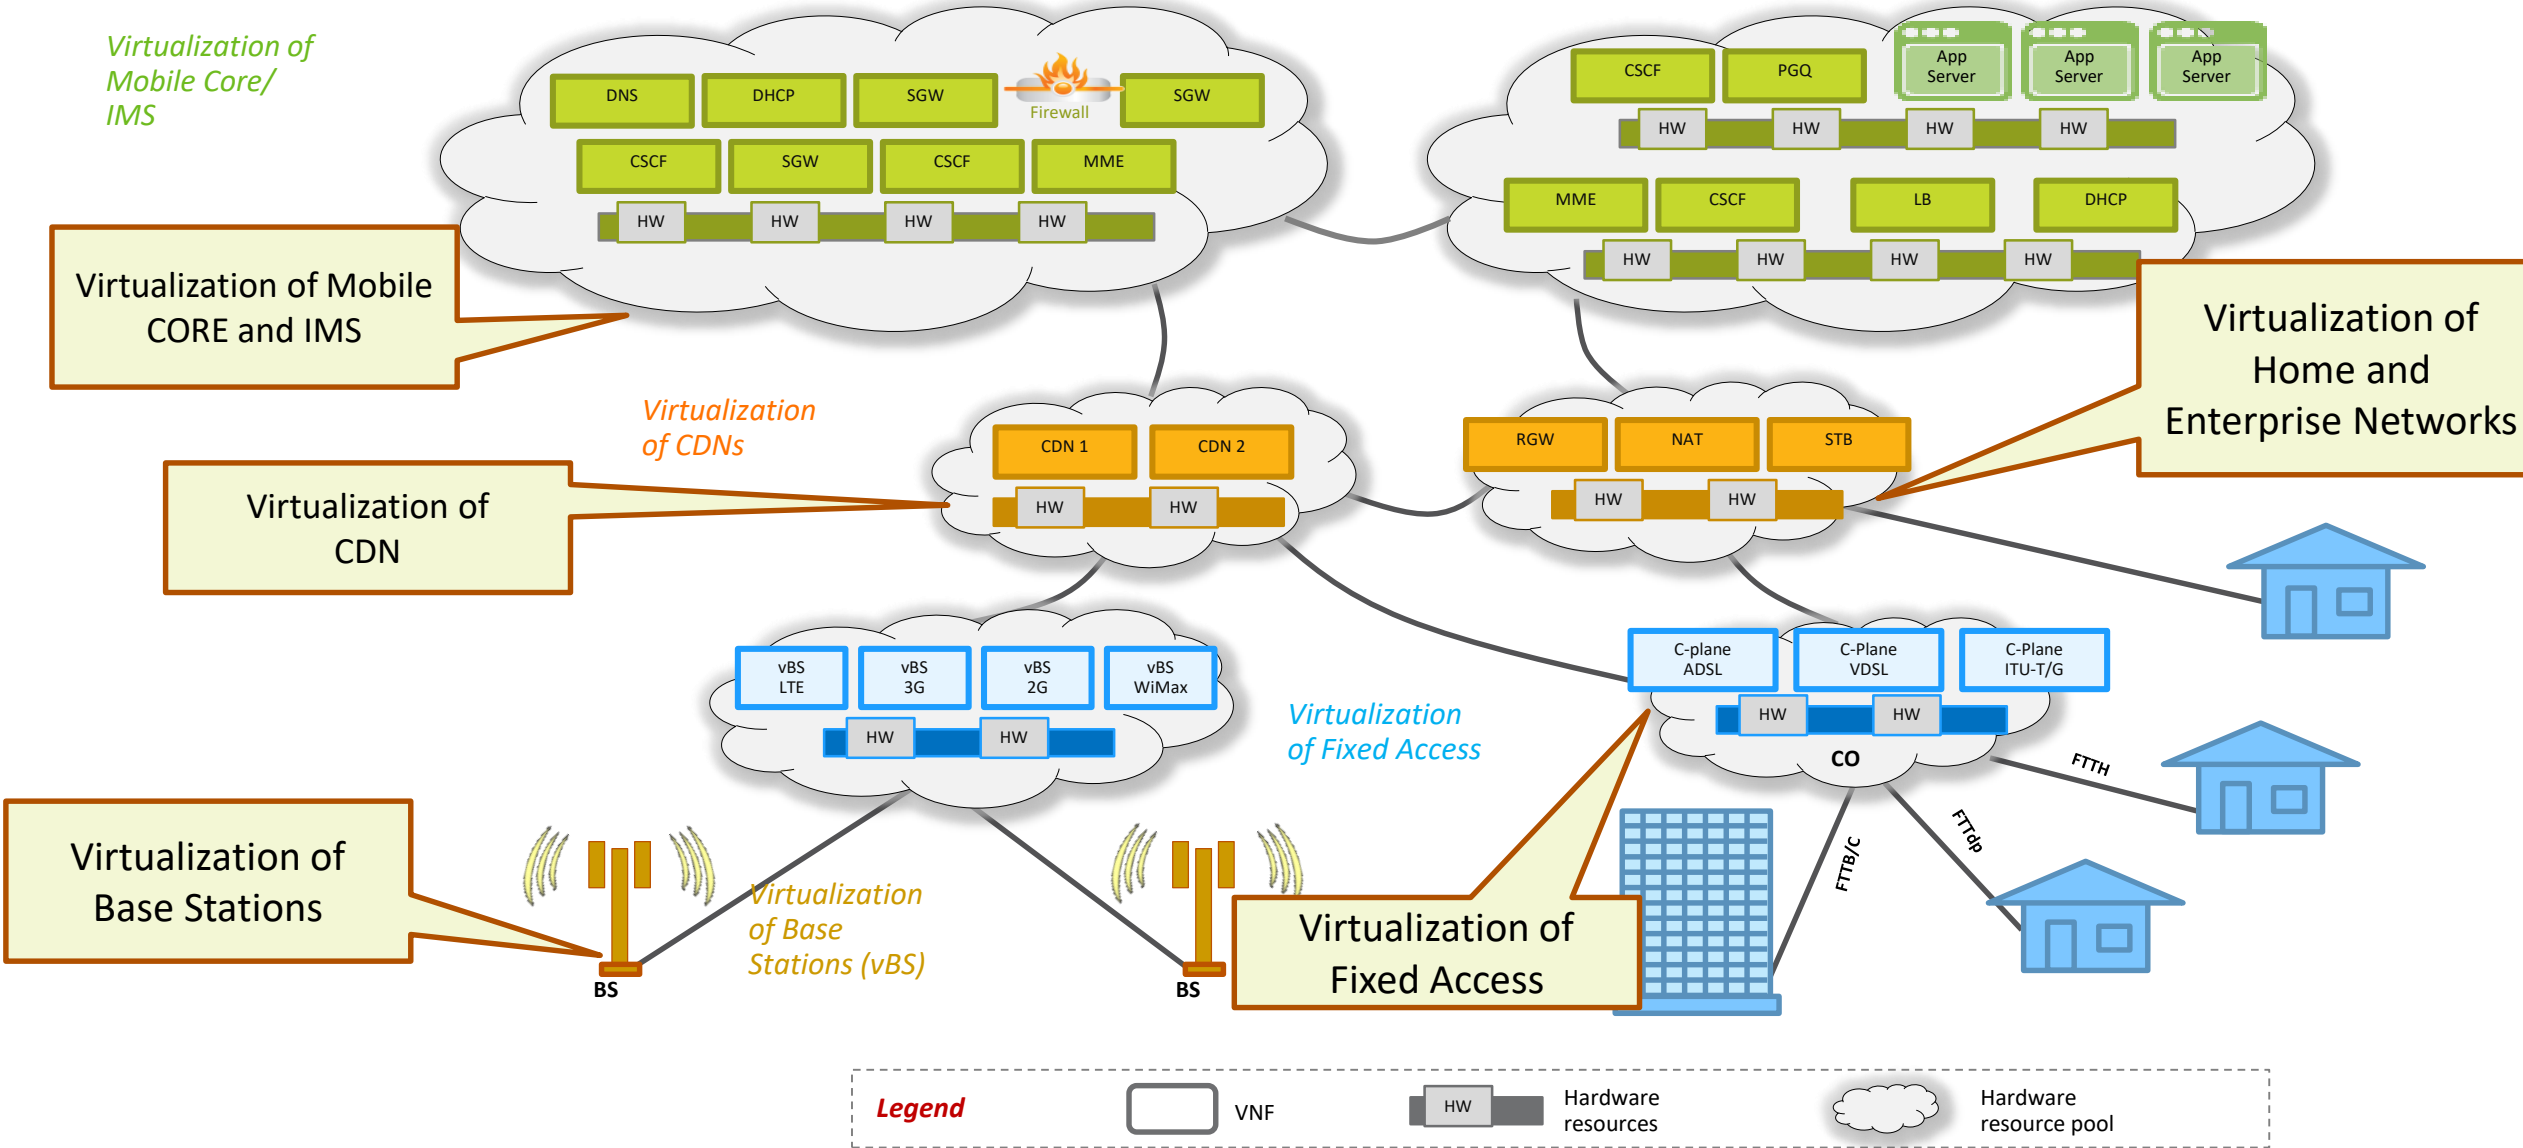 Virtualization of
Mobile Core/
IMS
DNS
DHCP
SGW
Firewall
SGW
CSCF
SGW
CSCF
MME
HW
HW
HW
HW
CSCF
PGQ
App
Server
App
Server
App
Server
HW
HW
HW
HW
MME
CSCF
LB
DHCP
HW
HW
HW
HW
Virtualization of Mobile
CORE and IMS
Virtualization of
Home and
Enterprise Networks
Virtualization
of CDNs
CDN 1
CDN 2
HW
HW
RGW
NAT
STB
HW
HW
Virtualization of
CDN
vBS
LTE
vBS
3G
vBS
2G
vBS
WiMax
HW
HW
Virtualization
of Fixed Access
C-plane
ADSL
C-Plane
VDSL
C-Plane
ITU-T/G
HW
HW
CO
FTTH
FTTdp
FTTB/C
Virtualization of
Base Stations
BS
Virtualization
of Base
Stations (vBS)
BS
Virtualization of
Fixed Access
Legend
VNF
HW
Hardware
resources
Hardware
resource pool